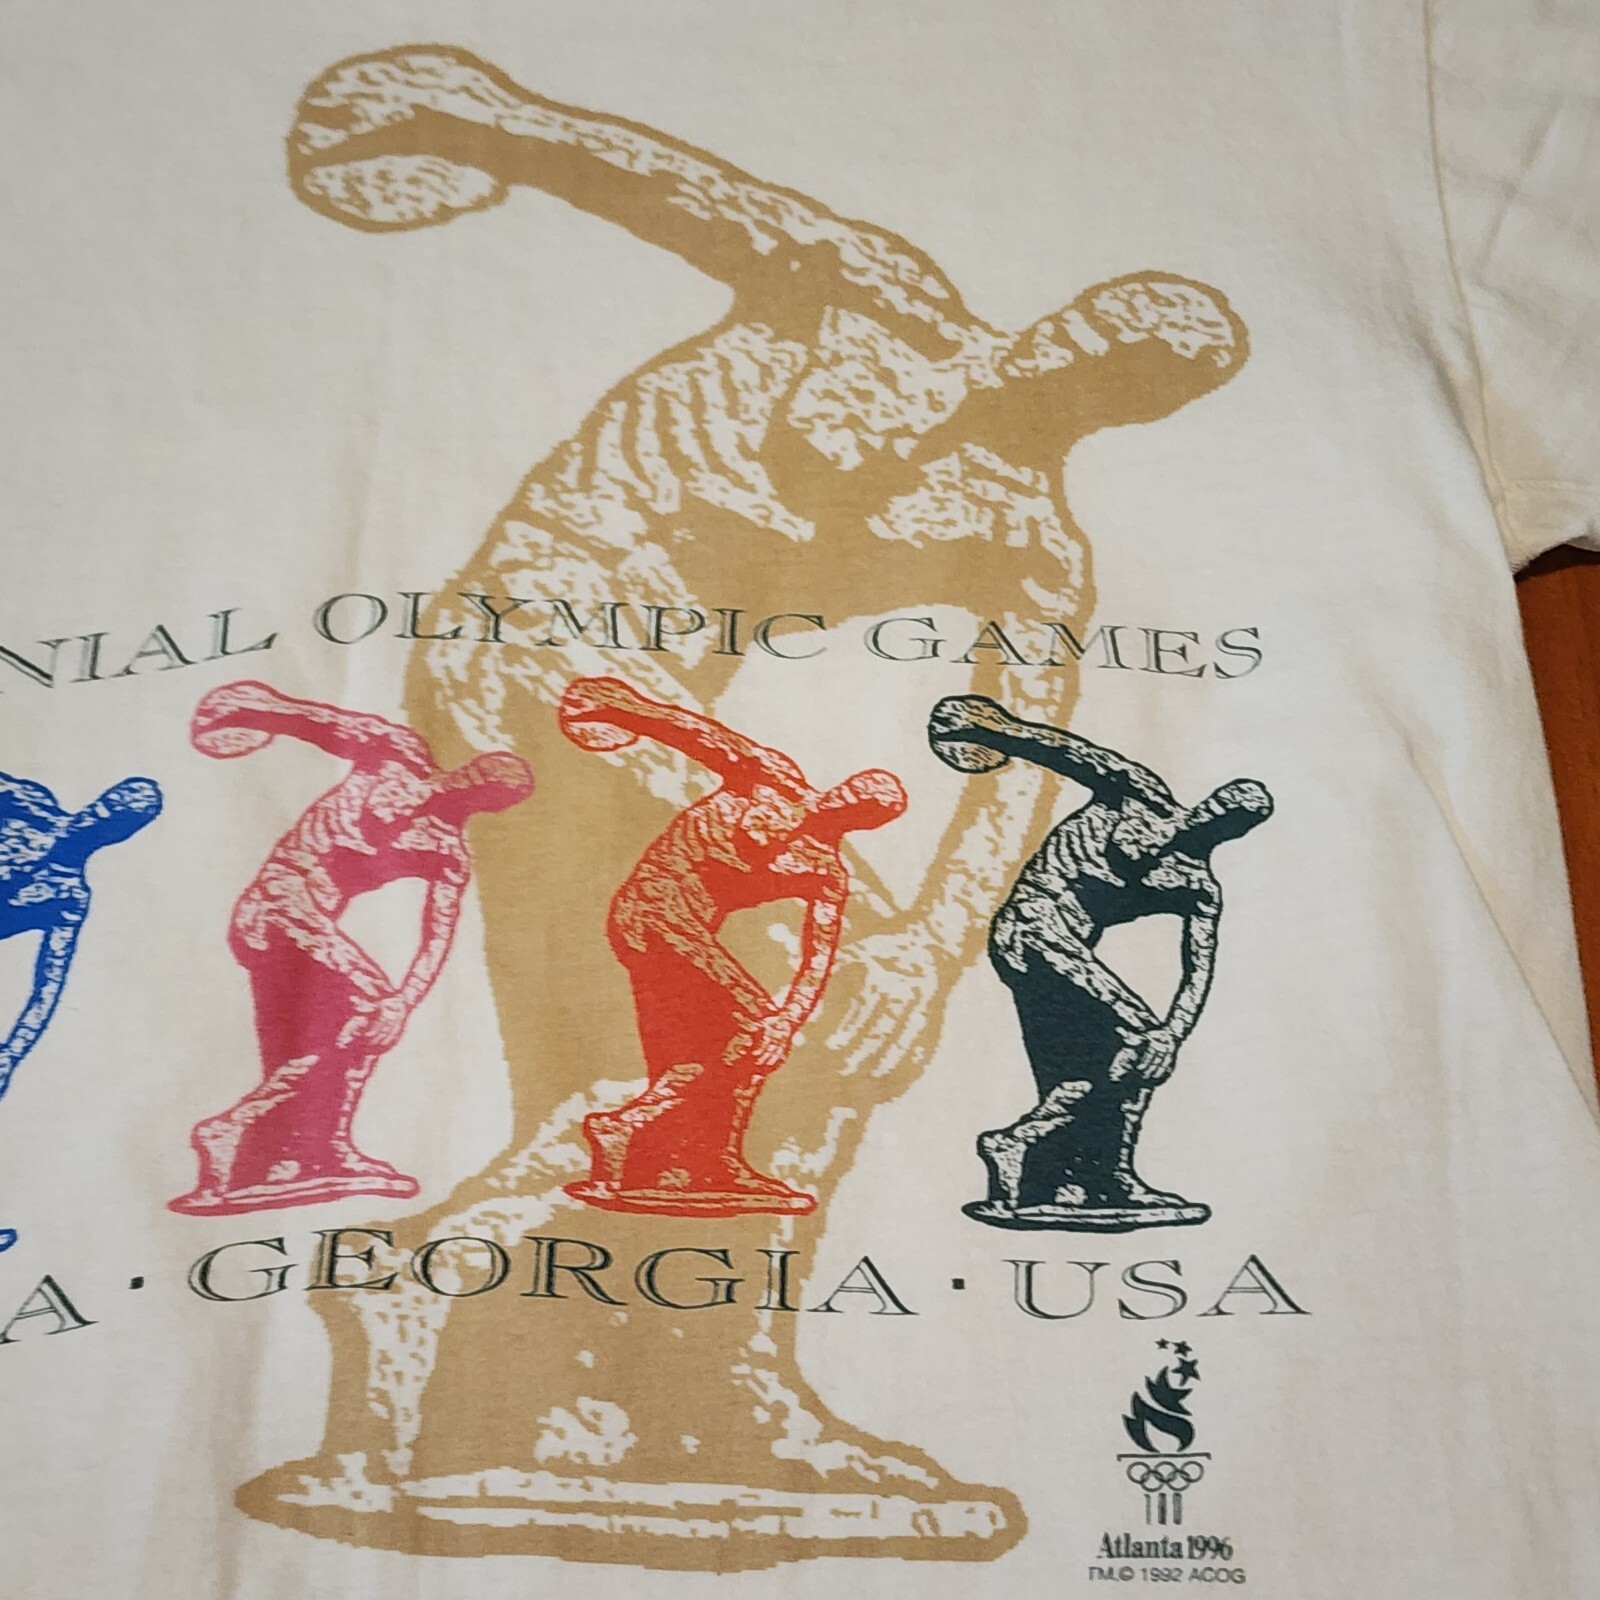 NIAL OLYMPIC GAMES
A · GEORGIA · USA
Atlanta 1996
TM,© 1992 ACOG